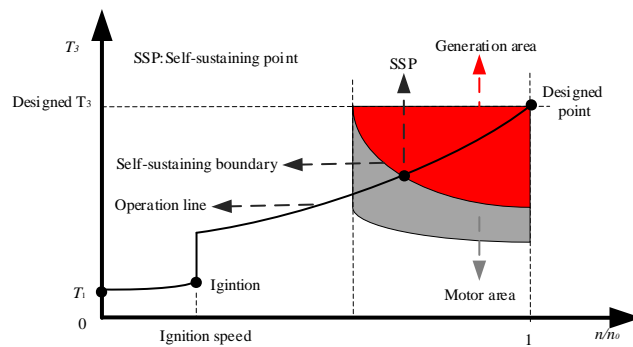 T3
SSP: Self-sustaining point
Generation area
SSP
Designed T3
Designed point
Self-sustaining boundary
Operation line
T1
Igintion
Motor area
0
Ignition speed
1
n/n0